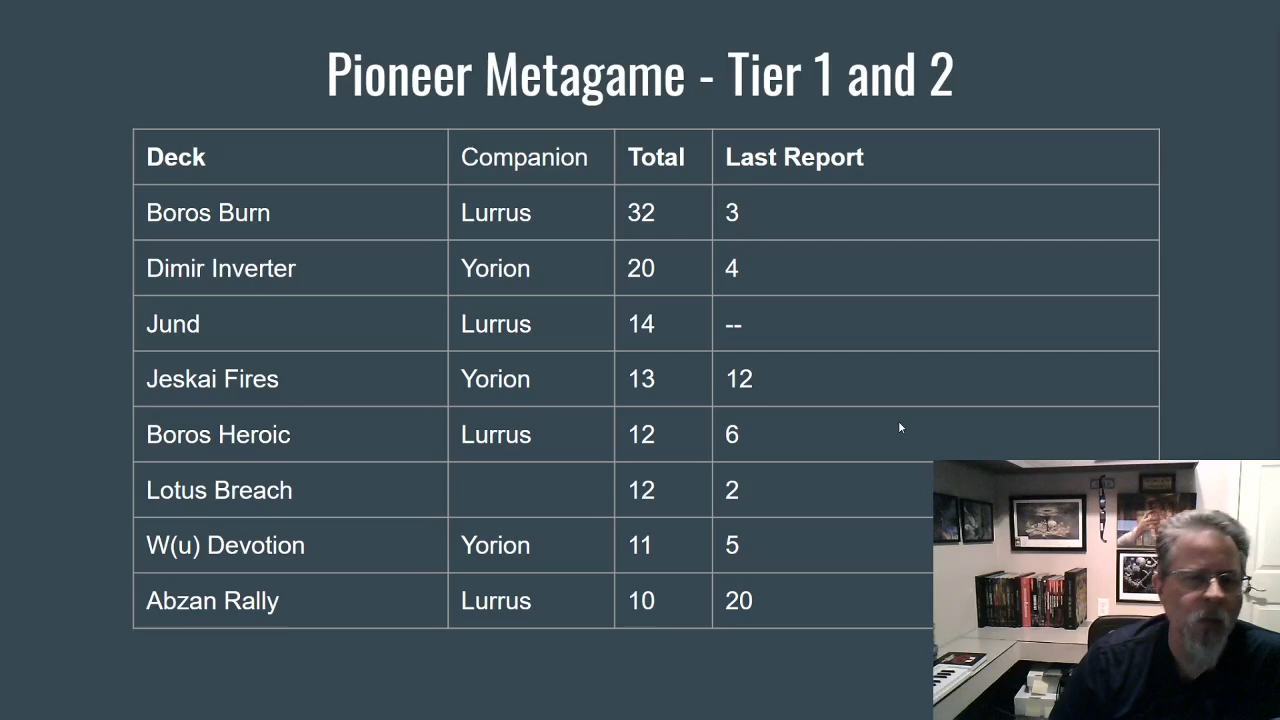 Pioneer Metagame - Tier 1 and 2
Deck Companion Total Last Report
Boros Burn Lurrus 32 3
Dimir Inverter Yorion 20 4
Jund Lurrus 14 --
Jeskai Fires Yorion 13 12
Boros Heroic Lurrus 12 6
Lotus Breach 12 2
W(u) Devotion Yorion 11 5
Abzan Rally Lurrus 10 20